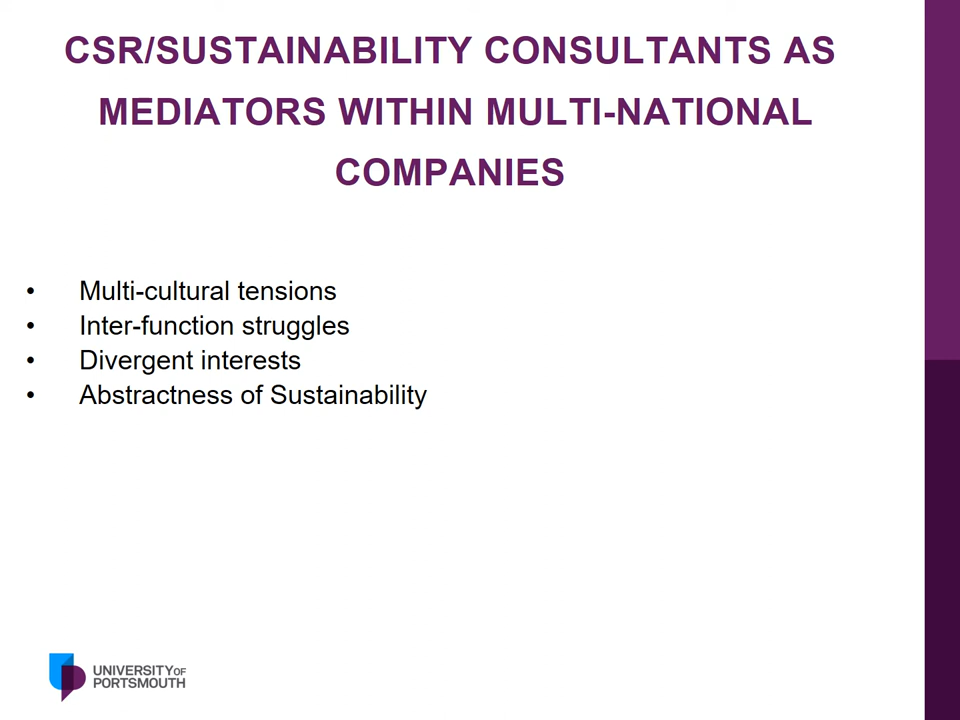 CSR/SUSTAINABILITY CONSULTANTS AS
MEDIATORS WITHIN MULTI-NATIONAL
COMPANIES
• Multi-cultural tensions
• Inter-function struggles
• Divergent interests
• Abstractness of Sustainability
UNIVERSITY OF
PORTSMOUTH